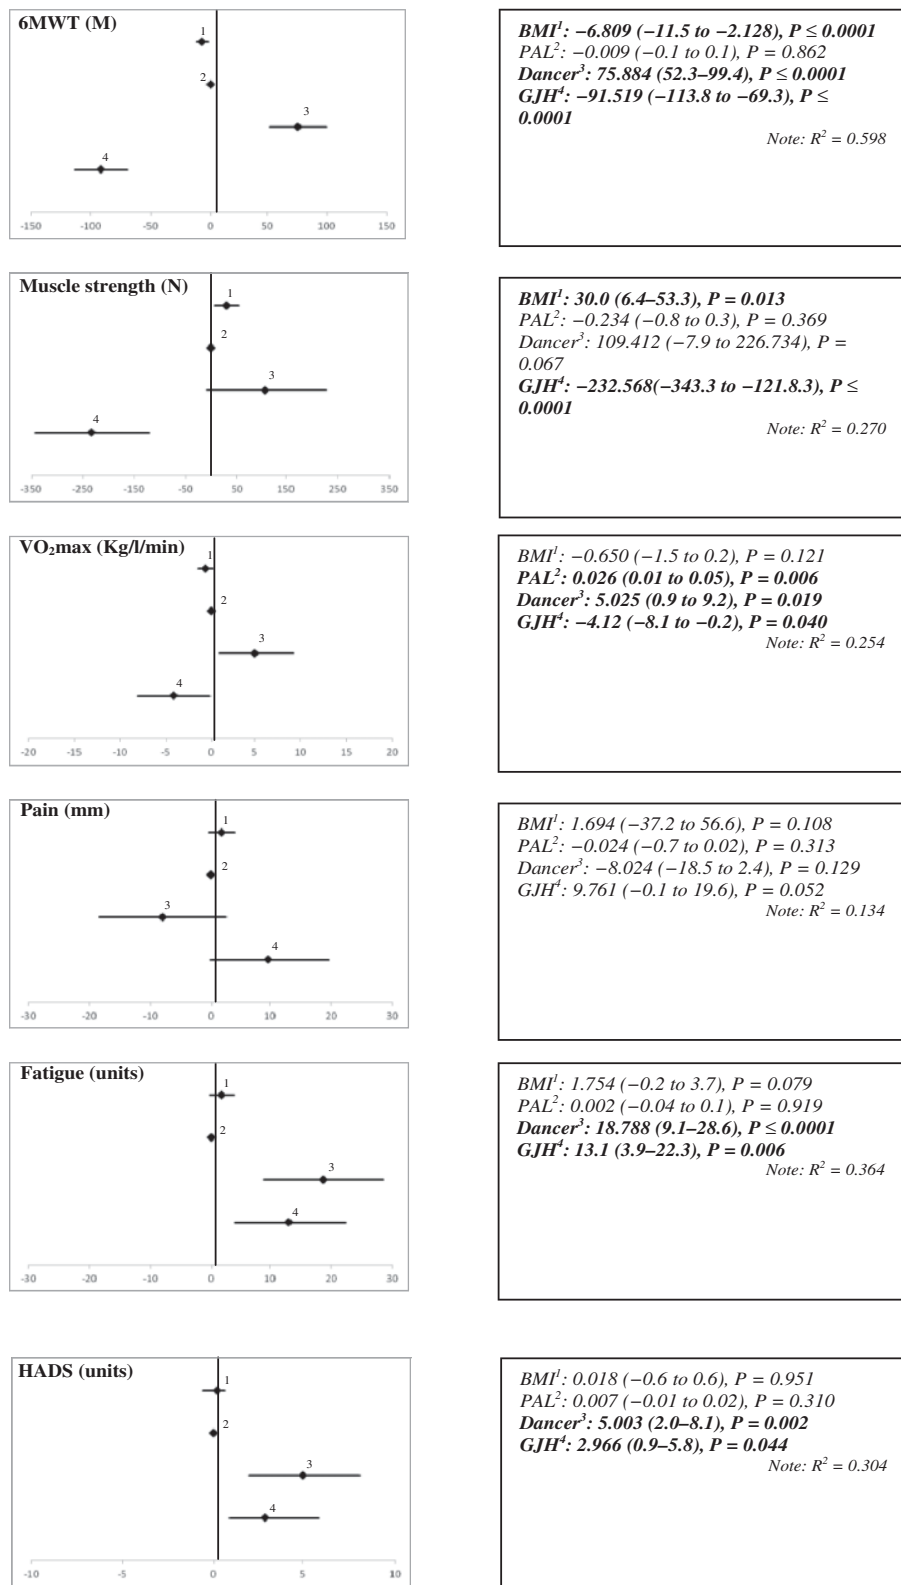 6MWT (M)
1
2
3
4
-150 -100 -50 0 50 100 150
BMI¹: −6.809 (−11.5 to −2.128), P ≤ 0.0001
PAL²: −0.009 (−0.1 to 0.1), P = 0.862
Dancer³: 75.884 (52.3–99.4), P ≤ 0.0001
GJH⁴: −91.519 (−113.8 to −69.3), P ≤
0.0001
Note: R² = 0.598
Muscle strength (N)
1
2
3
4
-350 -250 -150 -50 50 150 250 350
BMI¹: 30.0 (6.4–53.3), P = 0.013
PAL²: −0.234 (−0.8 to 0.3), P = 0.369
Dancer³: 109.412 (−7.9 to 226.734), P =
0.067
GJH⁴: −232.568(−343.3 to −121.8.3), P ≤
0.0001
Note: R² = 0.270
VO₂max (Kg/l/min)
1
2
3
4
-20 -15 -10 -5 0 5 10 15 20
BMI¹: −0.650 (−1.5 to 0.2), P = 0.121
PAL²: 0.026 (0.01 to 0.05), P = 0.006
Dancer³: 5.025 (0.9 to 9.2), P = 0.019
GJH⁴: −4.12 (−8.1 to −0.2), P = 0.040
Note: R² = 0.254
Pain (mm)
1
2
3
4
-30 -20 -10 0 10 20 30
BMI¹: 1.694 (−37.2 to 56.6), P = 0.108
PAL²: −0.024 (−0.7 to 0.02), P = 0.313
Dancer³: −8.024 (−18.5 to 2.4), P = 0.129
GJH⁴: 9.761 (−0.1 to 19.6), P = 0.052
Note: R² = 0.134
Fatigue (units)
1
2
3
4
-30 -20 -10 0 10 20 30
BMI¹: 1.754 (−0.2 to 3.7), P = 0.079
PAL²: 0.002 (−0.04 to 0.1), P = 0.919
Dancer³: 18.788 (9.1–28.6), P ≤ 0.0001
GJH⁴: 13.1 (3.9–22.3), P = 0.006
Note: R² = 0.364
HADS (units)
1
2
3
4
-10 -5 0 5 10
BMI¹: 0.018 (−0.6 to 0.6), P = 0.951
PAL²: 0.007 (−0.01 to 0.02), P = 0.310
Dancer³: 5.003 (2.0–8.1), P = 0.002
GJH⁴: 2.966 (0.9–5.8), P = 0.044
Note: R² = 0.304